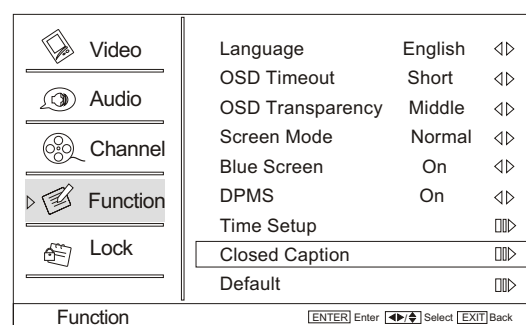 Video
Audio
Channel
Function
Lock
Language English
OSD Timeout Short
OSD Transparency Middle
Screen Mode Normal
Blue Screen On
DPMS On
Time Setup
Closed Caption
Default
Function
ENTER Enter / Select EXIT Back